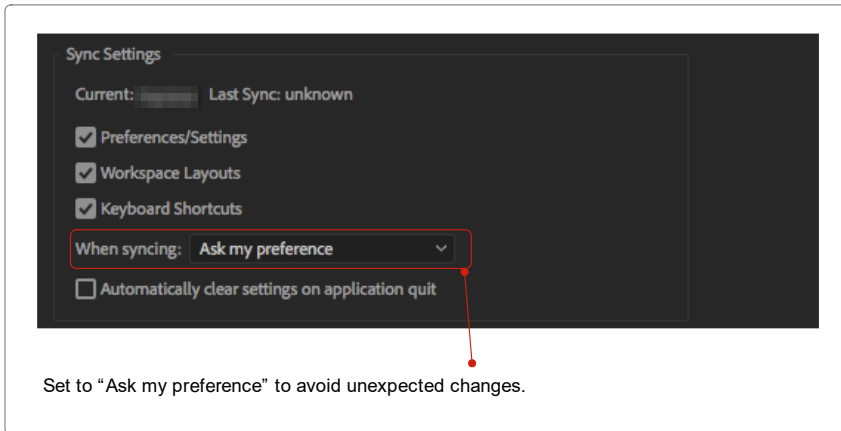 Sync Settings
Current: Last Sync: unknown
Preferences/Settings
Workspace Layouts
Keyboard Shortcuts
When syncing: Ask my preference
Automatically clear settings on application quit
Set to “Ask my preference” to avoid unexpected changes.